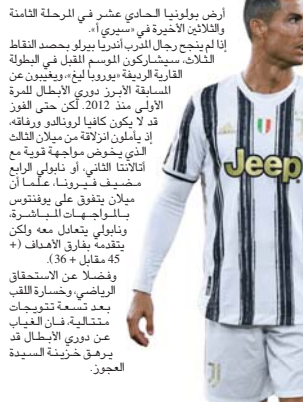 أرض بولونيا الحادي عشر في المرحلة الثامنة
والثلاثين الأخيرة في «سيري أ».
إذا لم ينجح رجال المدرب أندريا بيرلو بحصد النقاط
الثلاث، سيشاركون الموسم المقبل في البطولة
القارية الرديفة «يوروبا ليغ»، ويغيبون عن
المسابقة الأبرز دوري الأبطال للمرة
الأولى منذ 2012. لكن حتى الفوز
قد لا يكون كافيا لرونالدو ورفاقه،
إذ يأملون انزلاقة من ميلان الثالث
الذي يخوض مواجهة قوية مع
أتالانتا الثاني، أو نابولي الرابع
مضيف فيرونا، علما أن
ميلان يتفوق على يوفنتوس
بالمواجهات المباشرة،
ونابولي يتعادل معه ولكن
يتقدمه بفارق الأهداف (+
45 مقابل + 36).
وفضلا عن الاستحقاق
الرياضي، وخسارة اللقب
بعد تسعة تتويجات
متتالية، فان الغياب
عن دوري الأبطال قد
يرهق خزينة السيدة
العجوز.
Jeep